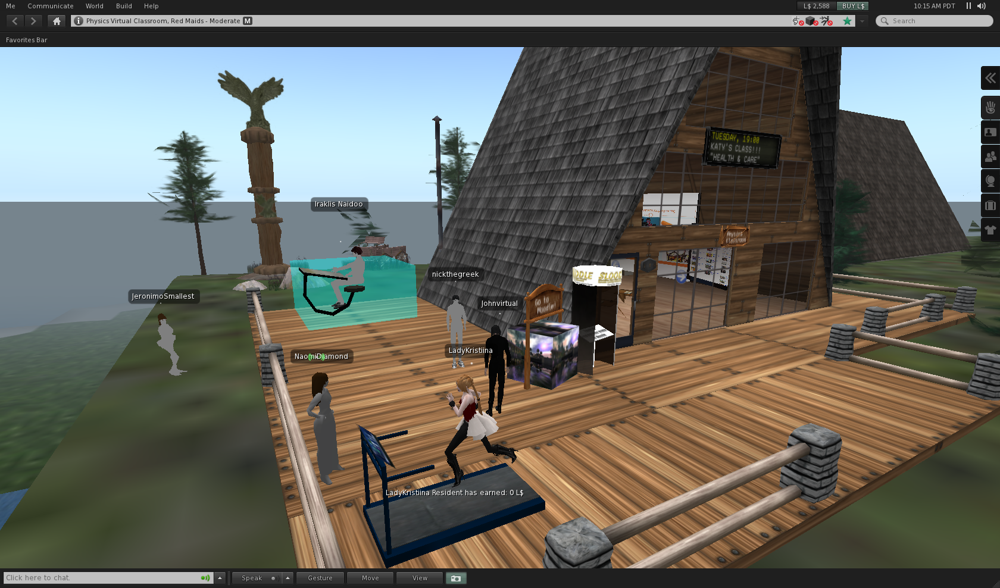 Me Communicate World Build Help
L$ 2,588 BUY L$ 10:15 AM PDT
Physics Virtual Classroom, Red Maids - Moderate M
Search
Favorites Bar
TUESDAY, 19:00
KATY'S CLASS!!!
"HEALTH & CARE"
Iraklis Naidoo
nickthegreek
JeronimoSmallest
Johnvirtual
Go to
Moodle!
LadyKristiina
NaomiDiamond
LadyKristiina Resident has earned: 0 L$
Click here to chat.
Speak Gesture Move View